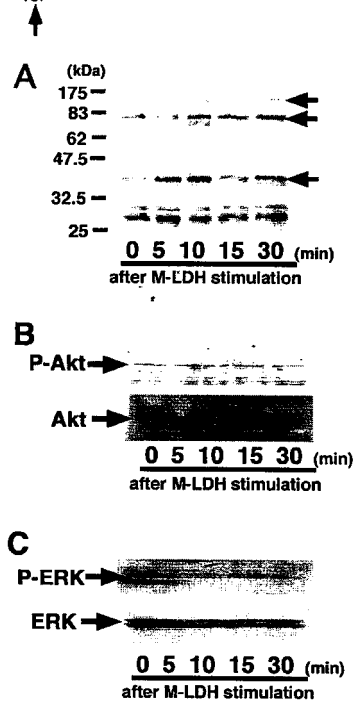 A
(kDa)
175
83
62
47.5
32.5
25
0 5 10 15 30 (min)
after M-LDH stimulation
B
P-Akt
Akt
0 5 10 15 30 (min)
after M-LDH stimulation
C
P-ERK
ERK
0 5 10 15 30 (min)
after M-LDH stimulation